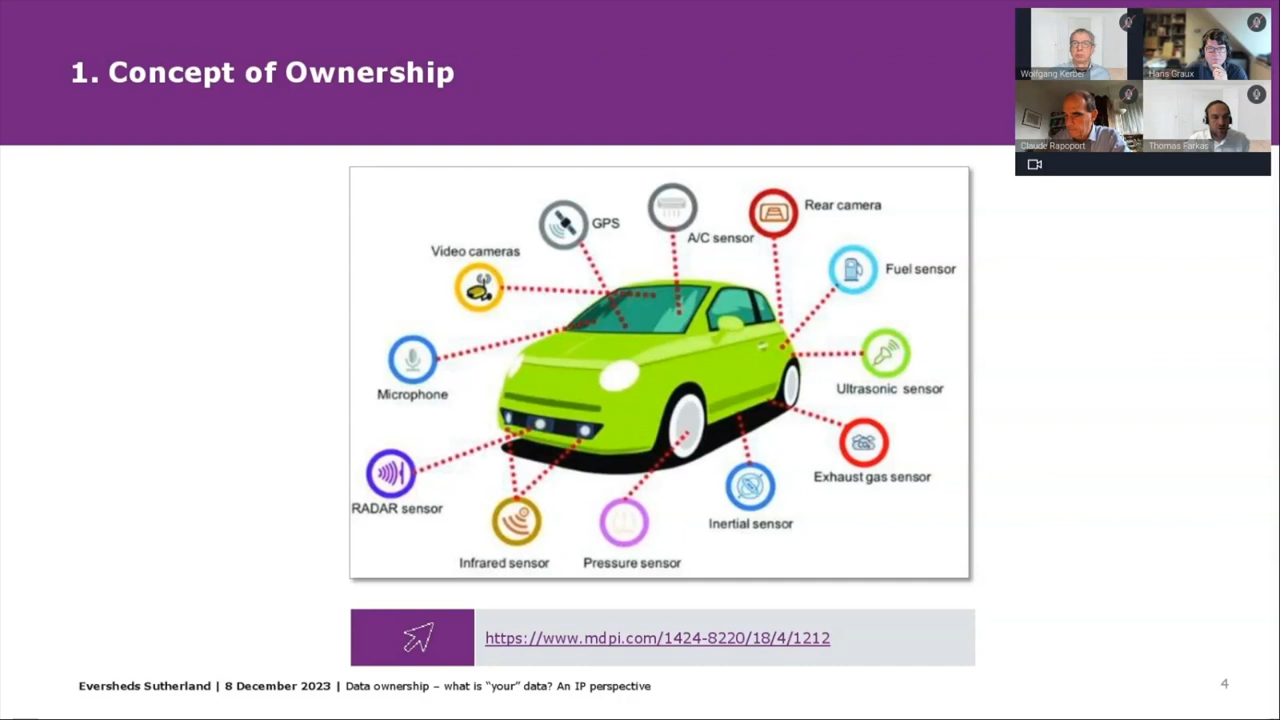 1. Concept of Ownership
Wolfgang Kerber
Hans Graux
Claude Rapoport
Thomas Farkas
GPS
A/C sensor
Rear camera
Video cameras
Fuel sensor
Microphone
Ultrasonic sensor
Exhaust gas sensor
RADAR sensor
Inertial sensor
Infrared sensor
Pressure sensor
https://www.mdpi.com/1424-8220/18/4/1212
Eversheds Sutherland | 8 December 2023 | Data ownership – what is “your” data? An IP perspective
4